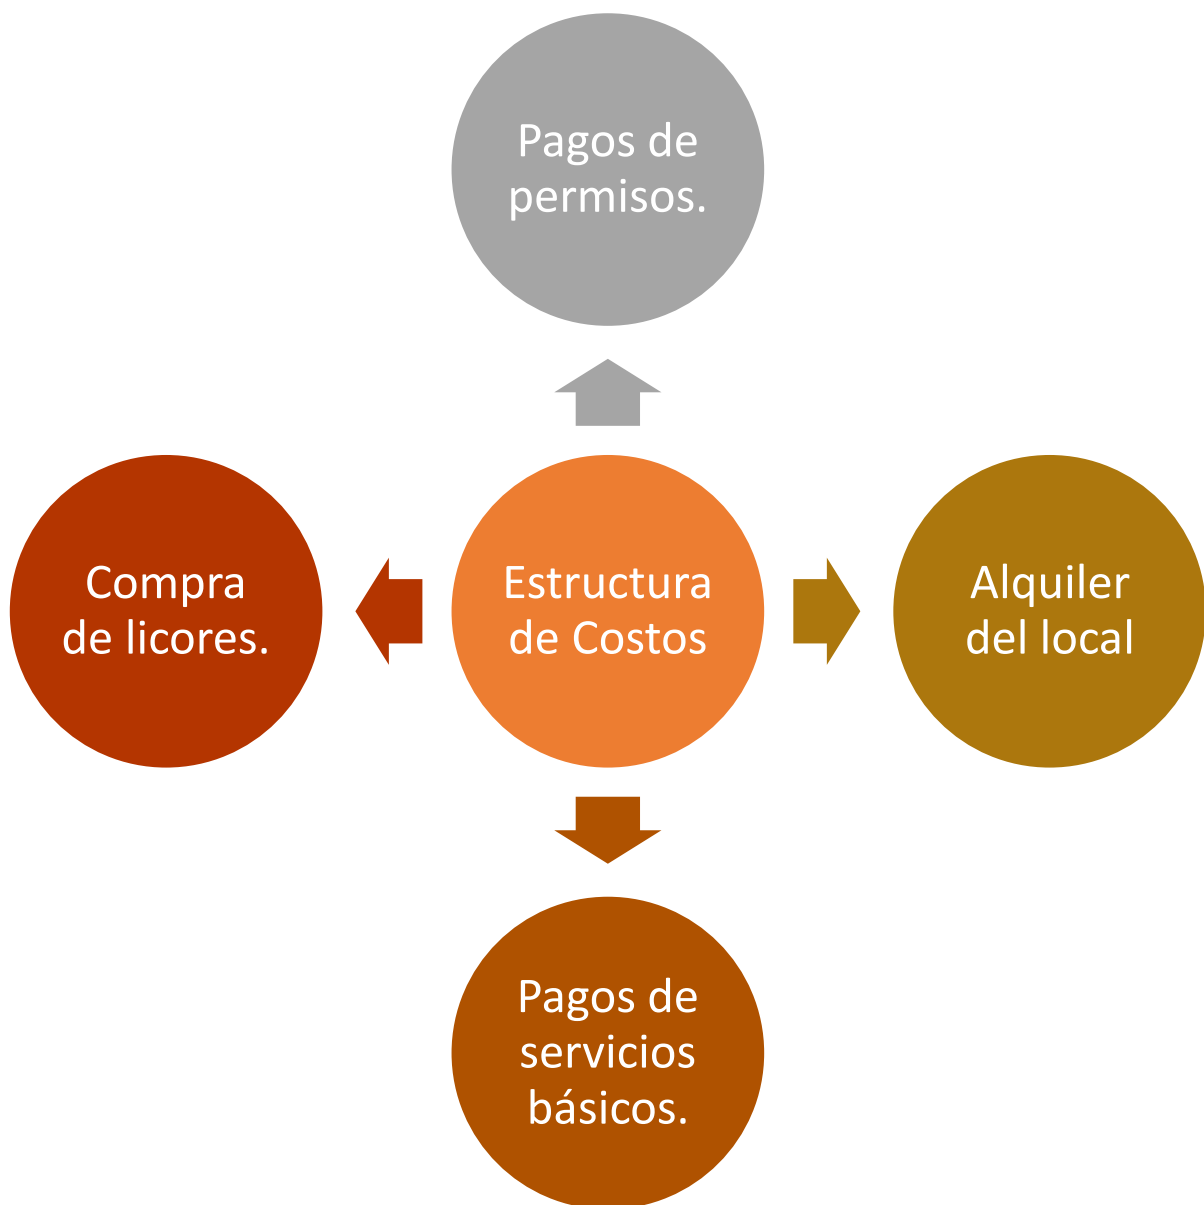 Pagos de
permisos.
Compra
de licores.
Estructura
de Costos
Alquiler
del local
Pagos de
servicios
básicos.